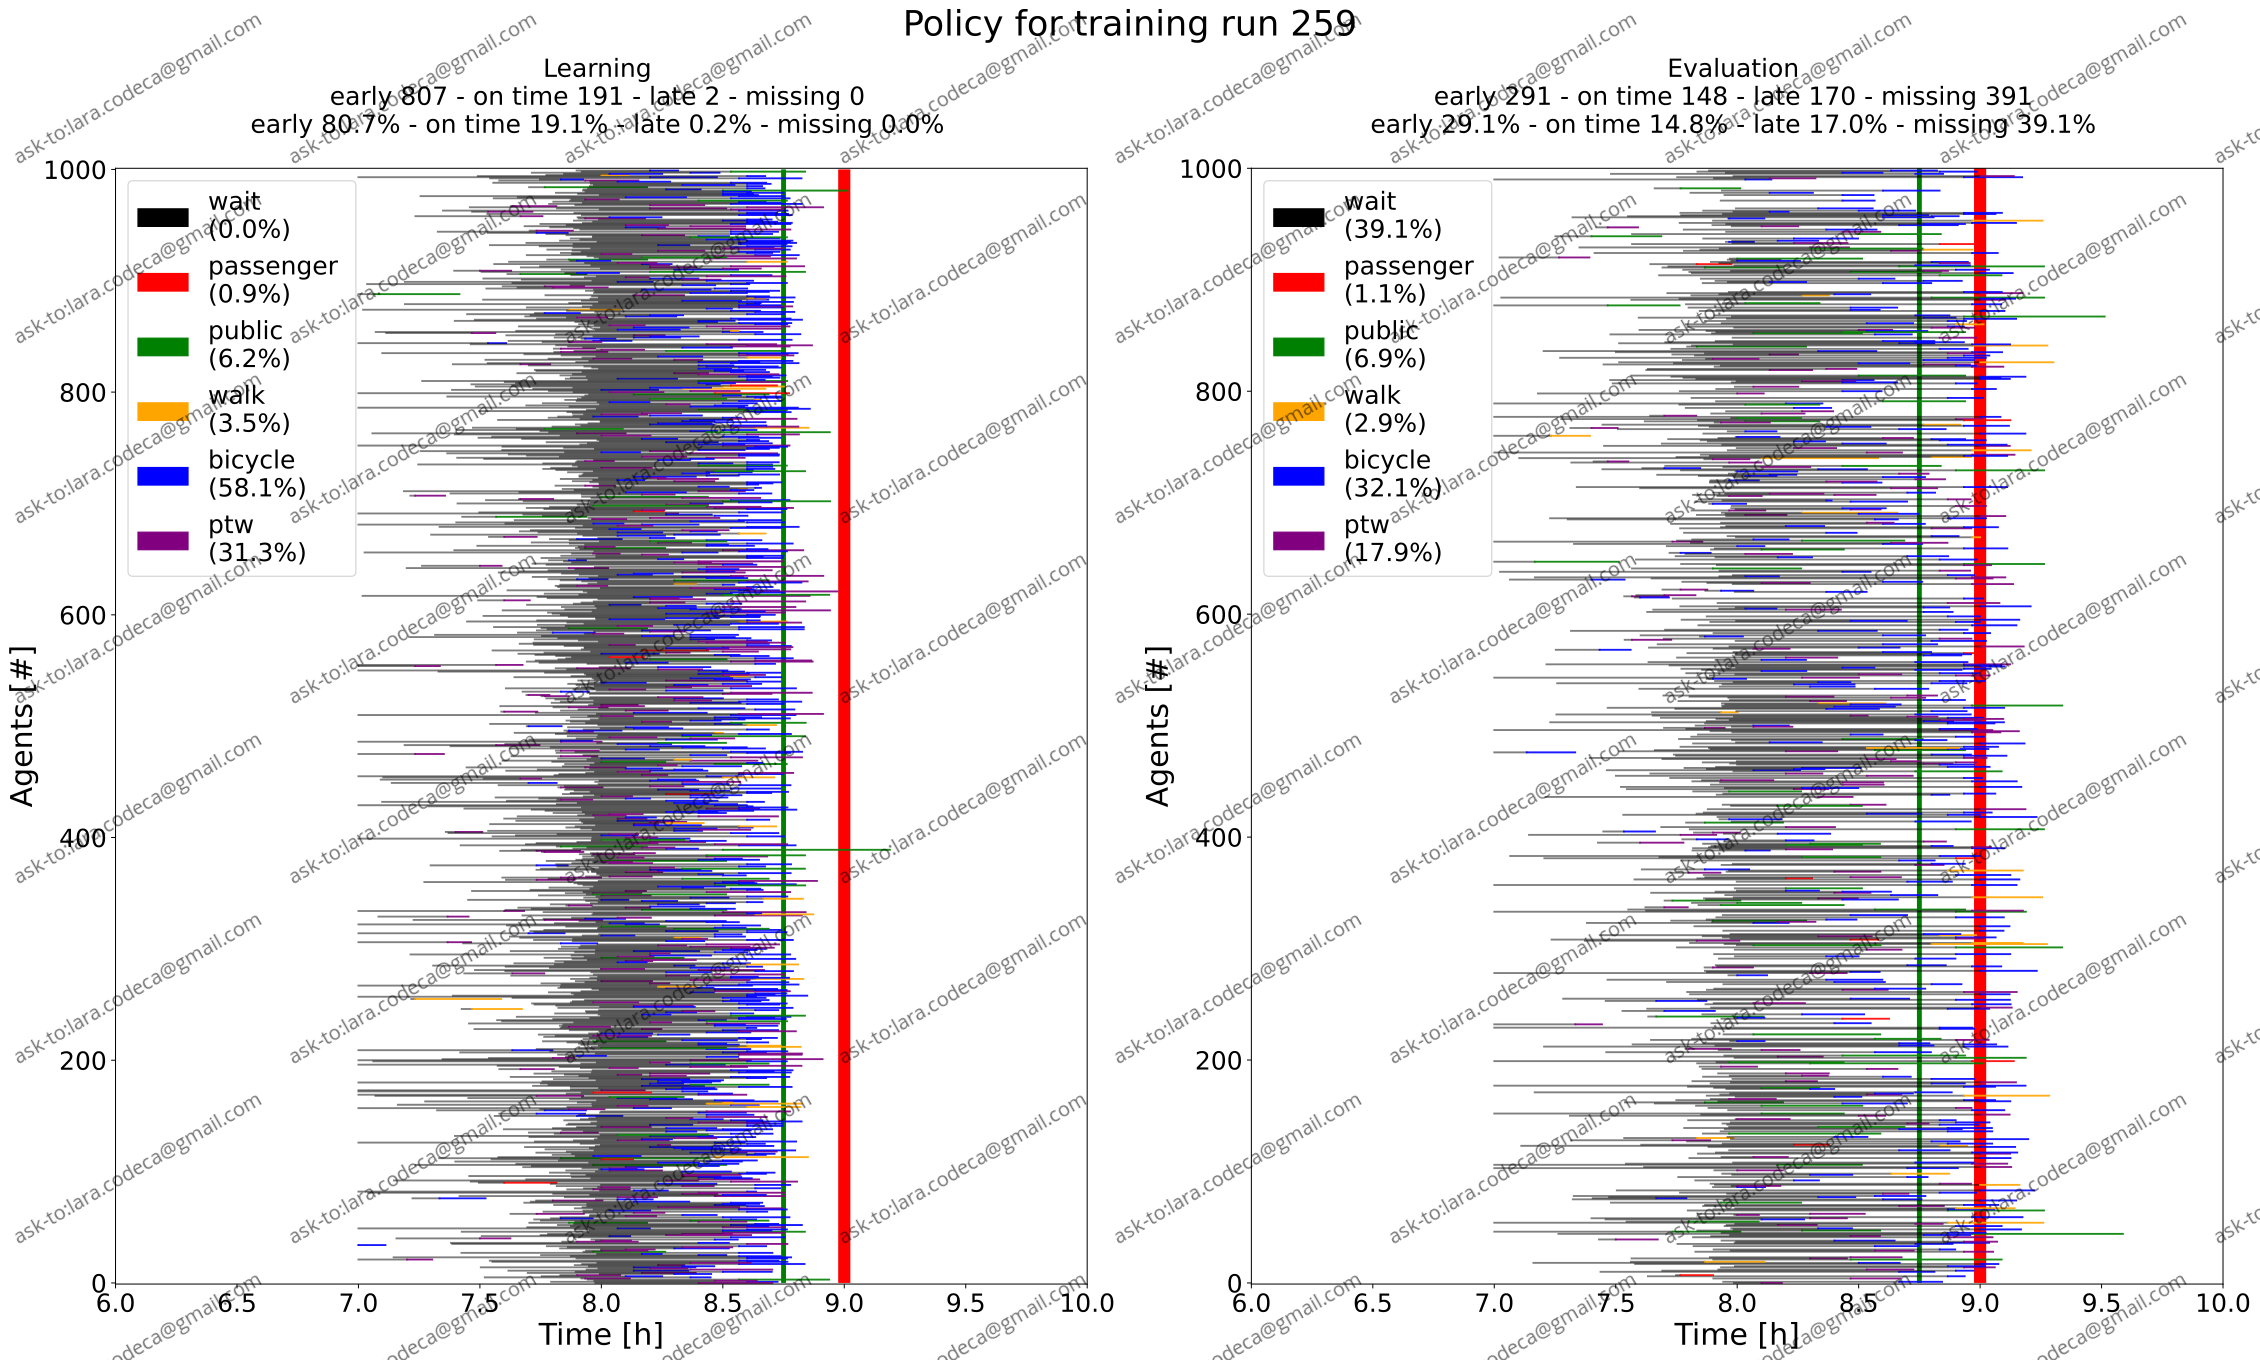 Policy for training run 259
Learning
early 807 - on time 191 - late 2 - missing 0
early 80.7% - on time 19.1% - late 0.2% - missing 0.0%
1000
800
600
400
200
0
Agents [#]
wait
(0.0%)
passenger
(0.9%)
public
(6.2%)
walk
(3.5%)
bicycle
(58.1%)
ptw
(31.3%)
6.0 6.5 7.0 7.5 8.0 8.5 9.0 9.5 10.0
Time [h]
Evaluation
early 291 - on time 148 - late 170 - missing 391
early 29.1% - on time 14.8% - late 17.0% - missing 39.1%
1000
800
600
400
200
0
Agents [#]
wait
(39.1%)
passenger
(1.1%)
public
(6.9%)
walk
(2.9%)
bicycle
(32.1%)
ptw
(17.9%)
6.0 6.5 7.0 7.5 8.0 8.5 9.0 9.5 10.0
Time [h]
ask-to:lara.codeca@gmail.com